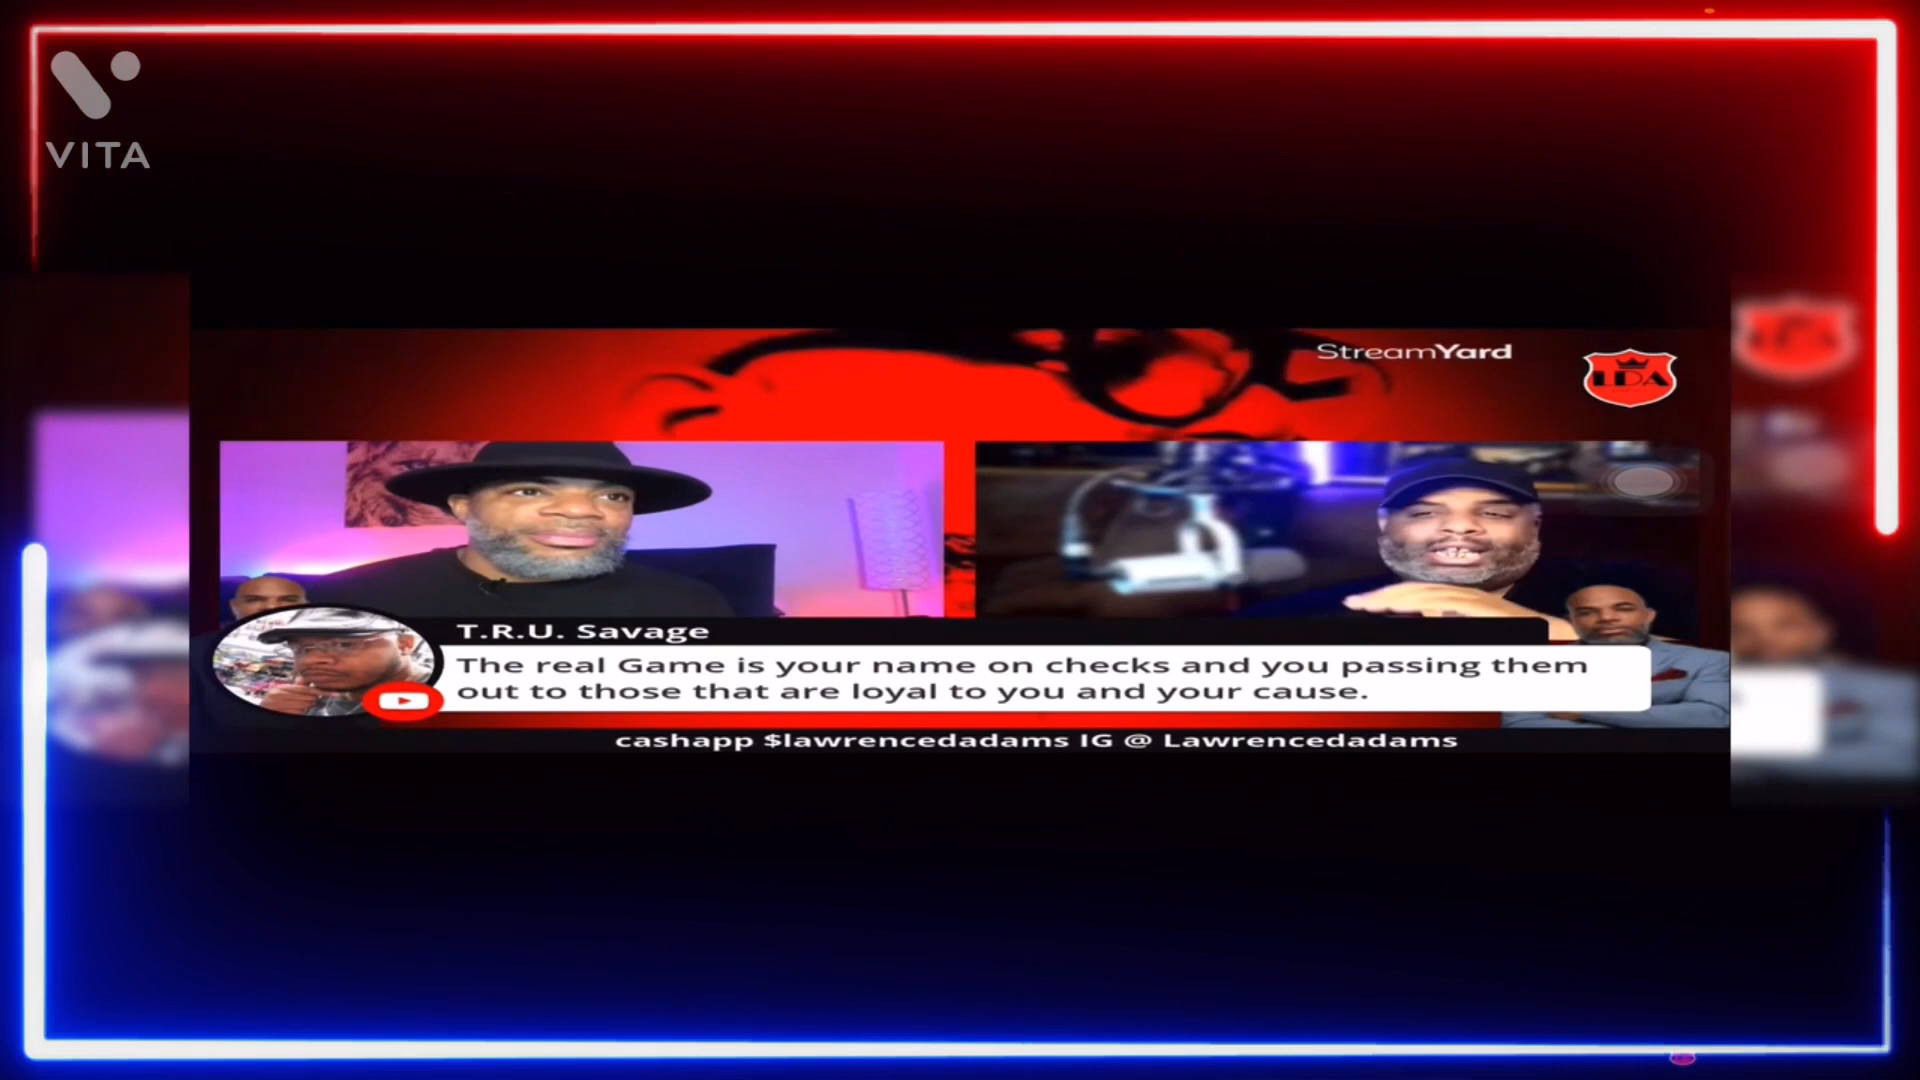 VITA
StreamYard
LDA
T.R.U. Savage
The real Game is your name on checks and you passing them
out to those that are loyal to you and your cause.
cashapp $lawrencedadams IG @ Lawrencedadams